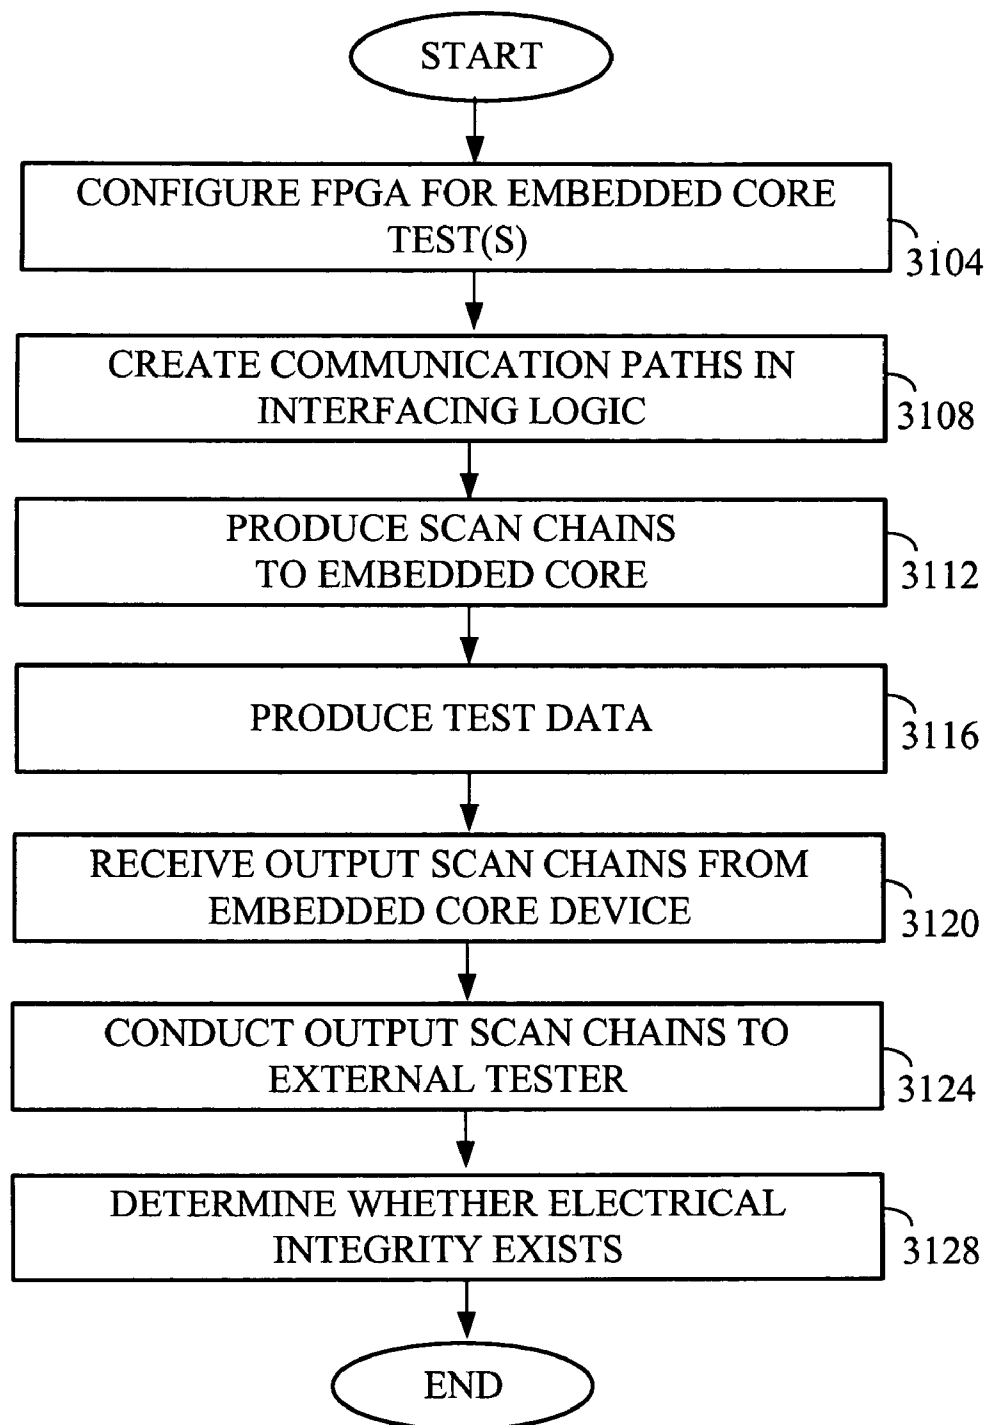 START
CONFIGURE FPGA FOR EMBEDDED CORE
TEST(S)
3104
CREATE COMMUNICATION PATHS IN
INTERFACING LOGIC
3108
PRODUCE SCAN CHAINS
TO EMBEDDED CORE
3112
PRODUCE TEST DATA
3116
RECEIVE OUTPUT SCAN CHAINS FROM
EMBEDDED CORE DEVICE
3120
CONDUCT OUTPUT SCAN CHAINS TO
EXTERNAL TESTER
3124
DETERMINE WHETHER ELECTRICAL
INTEGRITY EXISTS
3128
END